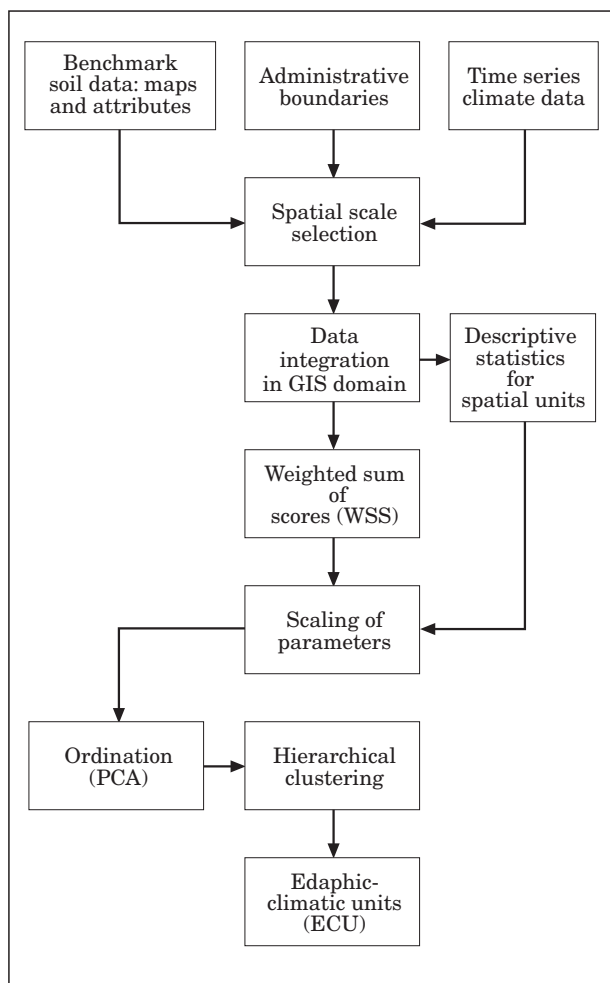 Benchmark
soil data: maps
and attributes
Administrative
boundaries
Time series
climate data
Spatial scale
selection
Data
integration
in GIS domain
Descriptive
statistics
for
spatial units
Weighted sum
of
scores (WSS)
Scaling of
parameters
Ordination
(PCA)
Hierarchical
clustering
Edaphic-
climatic units
(ECU)